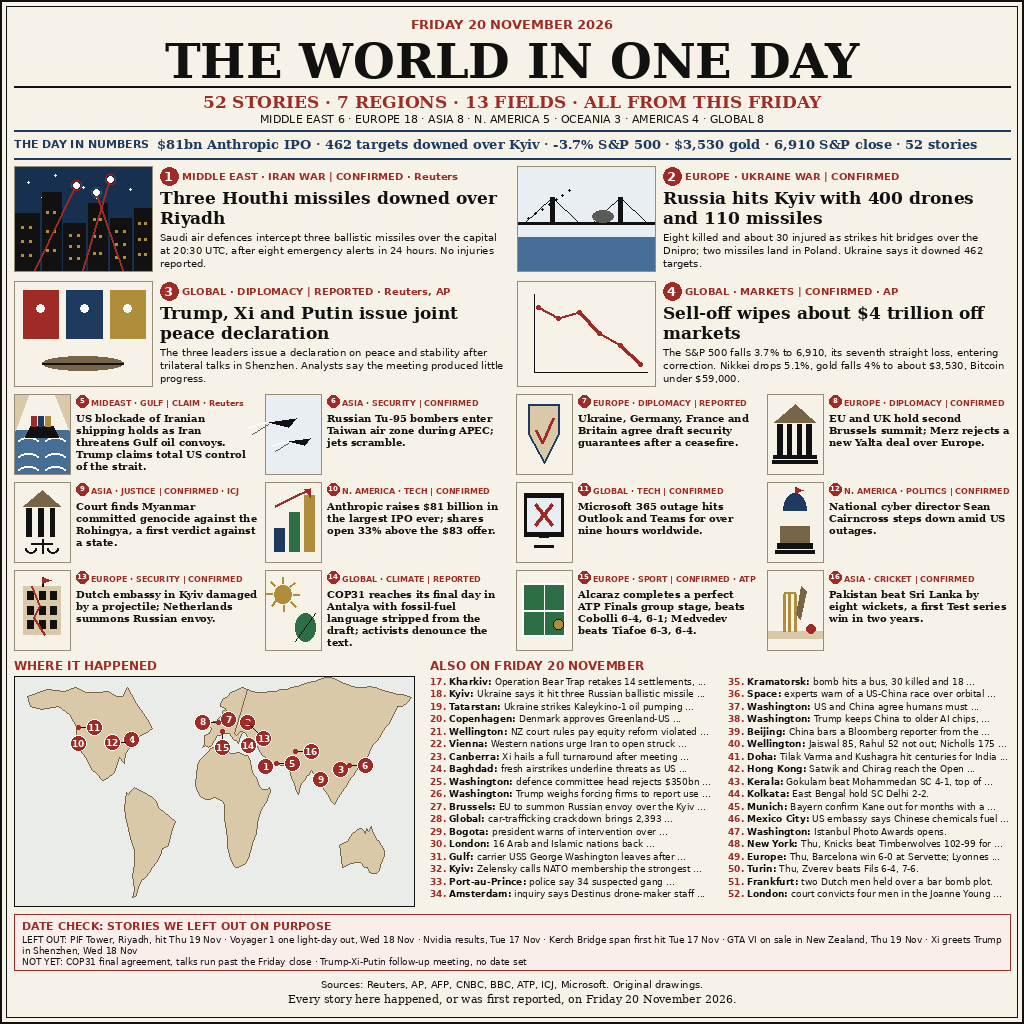 FRIDAY 20 NOVEMBER 2026
THE WORLD IN ONE DAY
52 STORIES · 7 REGIONS · 13 FIELDS · ALL FROM THIS FRIDAY
MIDDLE EAST 6 · EUROPE 18 · ASIA 8 · N. AMERICA 5 · OCEANIA 3 · AMERICAS 4 · GLOBAL 8
THE DAY IN NUMBERS $81bn Anthropic IPO · 462 targets downed over Kyiv · -3.7% S&P 500 · $3,530 gold · 6,910 S&P close · 52 stories
1 MIDDLE EAST · IRAN WAR | CONFIRMED · Reuters
Three Houthi missiles downed over
Riyadh
Saudi air defences intercept three ballistic missiles over the capital
at 20:30 UTC, after eight emergency alerts in 24 hours. No injuries
reported.
2 EUROPE · UKRAINE WAR | CONFIRMED
Russia hits Kyiv with 400 drones
and 110 missiles
Eight killed and about 30 injured as strikes hit bridges over the
Dnipro; two missiles land in Poland. Ukraine says it downed 462
targets.
3 GLOBAL · DIPLOMACY | REPORTED · Reuters, AP
Trump, Xi and Putin issue joint
peace declaration
The three leaders issue a declaration on peace and stability after
trilateral talks in Shenzhen. Analysts say the meeting produced little
progress.
4 GLOBAL · MARKETS | CONFIRMED · AP
Sell-off wipes about $4 trillion off
markets
The S&P 500 falls 3.7% to 6,910, its seventh straight loss, entering
correction. Nikkei drops 5.1%, gold falls 4% to about $3,530, Bitcoin
under $59,000.
5 MIDEAST · GULF | CLAIM · Reuters
US blockade of Iranian
shipping holds as Iran
threatens Gulf oil convoys.
Trump claims total US control
of the strait.
6 ASIA · SECURITY | CONFIRMED
Russian Tu-95 bombers enter
Taiwan air zone during APEC;
jets scramble.
7 EUROPE · DIPLOMACY | REPORTED
Ukraine, Germany, France and
Britain agree draft security
guarantees after a ceasefire.
8 EUROPE · DIPLOMACY | CONFIRMED
EU and UK hold second
Brussels summit; Merz rejects a
new Yalta deal over Europe.
9 ASIA · JUSTICE | CONFIRMED · ICJ
Court finds Myanmar
committed genocide against the
Rohingya, a first verdict against
a state.
10 N. AMERICA · TECH | CONFIRMED
Anthropic raises $81 billion in
the largest IPO ever; shares
open 33% above the $83 offer.
11 GLOBAL · TECH | CONFIRMED
Microsoft 365 outage hits
Outlook and Teams for over
nine hours worldwide.
12 N. AMERICA · POLITICS | CONFIRMED
National cyber director Sean
Cairncross steps down amid US
outages.
13 EUROPE · SECURITY | CONFIRMED
Dutch embassy in Kyiv damaged
by a projectile; Netherlands
summons Russian envoy.
14 GLOBAL · CLIMATE | REPORTED
COP31 reaches its final day in
Antalya with fossil-fuel
language stripped from the
draft; activists denounce the
text.
15 EUROPE · SPORT | CONFIRMED · ATP
Alcaraz completes a perfect
ATP Finals group stage, beats
Cobolli 6-4, 6-1; Medvedev
beats Tiafoe 6-3, 6-4.
16 ASIA · CRICKET | CONFIRMED
Pakistan beat Sri Lanka by
eight wickets, a first Test series
win in two years.
WHERE IT HAPPENED
8 7 2 11 10 12 4 15 14 13 1 5 16 9 3 6
ALSO ON FRIDAY 20 NOVEMBER
17. Kharkiv: Operation Bear Trap retakes 14 settlements, ...
18. Kyiv: Ukraine says it hit three Russian ballistic missile ...
19. Tatarstan: Ukraine strikes Kaleykino-1 oil pumping ...
20. Copenhagen: Denmark approves Greenland-US ...
21. Wellington: NZ court rules pay equity reform violated ...
22. Vienna: Western nations urge Iran to open struck ...
23. Canberra: Xi hails a full turnaround after meeting ...
24. Baghdad: fresh airstrikes underline threats as US ...
25. Washington: defence committee head rejects $350bn ...
26. Washington: Trump weighs forcing firms to report use ...
27. Brussels: EU to summon Russian envoy over the Kyiv ...
28. Global: car-trafficking crackdown brings 2,393 ...
29. Bogota: president warns of intervention over ...
30. London: 16 Arab and Islamic nations back ...
31. Gulf: carrier USS George Washington leaves after ...
32. Kyiv: Zelensky calls NATO membership the strongest ...
33. Port-au-Prince: police say 34 suspected gang ...
34. Amsterdam: inquiry says Destinus drone-maker staff ...
35. Kramatorsk: bomb hits a bus, 30 killed and 18 ...
36. Space: experts warn of a US-China race over orbital ...
37. Washington: US and China agree humans must ...
38. Washington: Trump keeps China to older AI chips, ...
39. Beijing: China bars a Bloomberg reporter from the ...
40. Wellington: Jaiswal 85, Rahul 52 not out; Nicholls 175 ...
41. Doha: Tilak Varma and Kushagra hit centuries for India ...
42. Hong Kong: Satwik and Chirag reach the Open ...
43. Kerala: Gokulam beat Mohammedan SC 4-1, top of ...
44. Kolkata: East Bengal hold SC Delhi 2-2.
45. Munich: Bayern confirm Kane out for months with a ...
46. Mexico City: US embassy says Chinese chemicals fuel ...
47. Washington: Istanbul Photo Awards opens.
48. New York: Thu, Knicks beat Timberwolves 102-99 for ...
49. Europe: Thu, Barcelona win 6-0 at Servette; Lyonnes ...
50. Turin: Thu, Zverev beats Fils 6-4, 7-6.
51. Frankfurt: two Dutch men held over a bar bomb plot.
52. London: court convicts four men in the Joanne Young ...
DATE CHECK: STORIES WE LEFT OUT ON PURPOSE
LEFT OUT: PIF Tower, Riyadh, hit Thu 19 Nov · Voyager 1 one light-day out, Wed 18 Nov · Nvidia results, Tue 17 Nov · Kerch Bridge span first hit Tue 17 Nov · GTA VI on sale in New Zealand, Thu 19 Nov · Xi greets Trump
in Shenzhen, Wed 18 Nov
NOT YET: COP31 final agreement, talks run past the Friday close · Trump-Xi-Putin follow-up meeting, no date set
Sources: Reuters, AP, AFP, CNBC, BBC, ATP, ICJ, Microsoft. Original drawings.
Every story here happened, or was first reported, on Friday 20 November 2026.